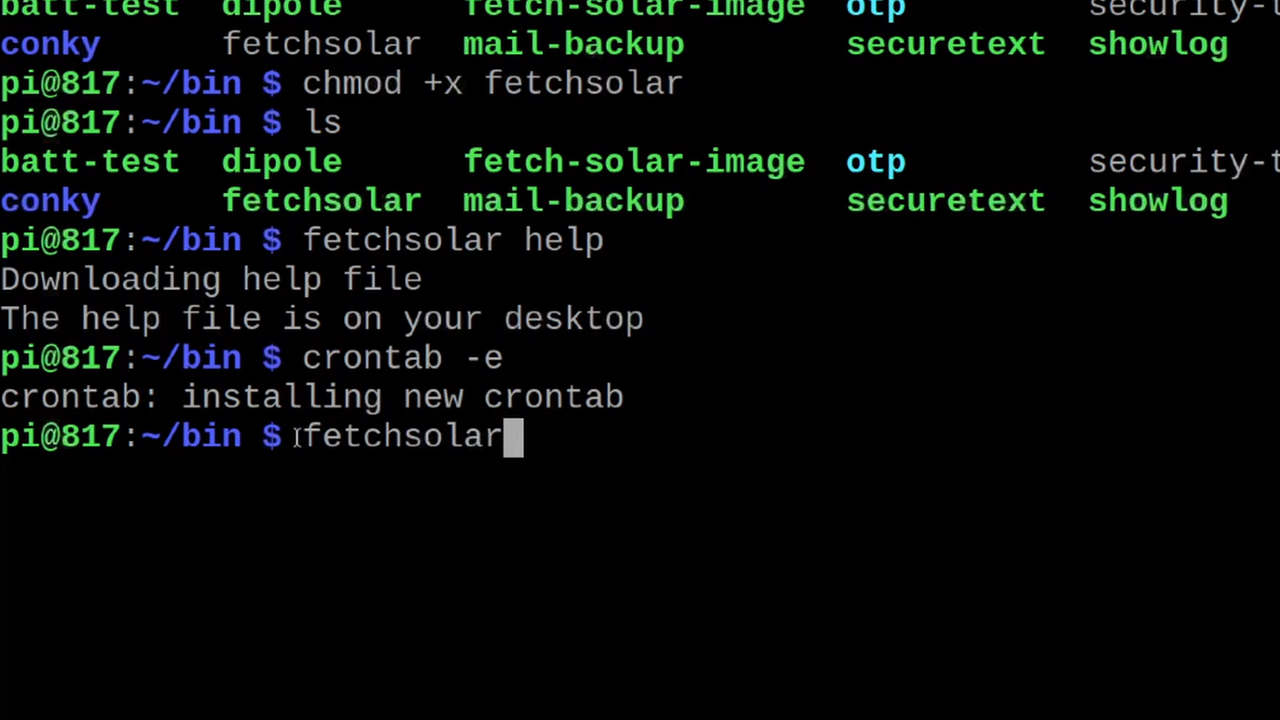 batt-test dipole fetch-solar-image otp
conky fetchsolar mail-backup securetext showlog
pi@817:~/bin $ chmod +x fetchsolar
pi@817:~/bin $ ls
batt-test dipole fetch-solar-image otp security-t
conky fetchsolar mail-backup securetext showlog
pi@817:~/bin $ fetchsolar help
Downloading help file
The help file is on your desktop
pi@817:~/bin $ crontab -e
crontab: installing new crontab
pi@817:~/bin $ fetchsolar